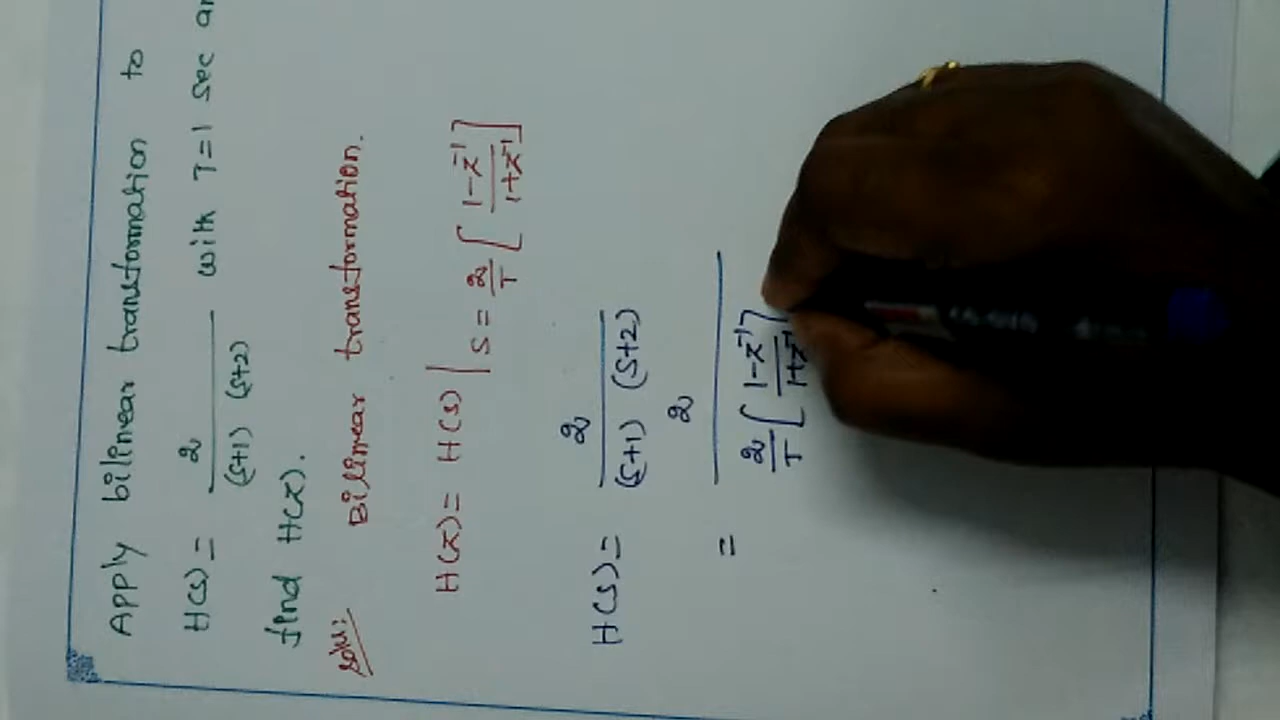 Apply bilinear transformation to
H(s) = 2 / (s+1) (s+2) with T=1 sec
find H(z).
Soln: Bilinear transformation.
H(z) = H(s) | s = 2/T [ 1-z⁻¹ / 1+z⁻¹ ]
H(s) = 2 / (s+1) (s+2)
= 2 / 2/T [ 1-z⁻¹ / 1+z⁻¹ ]